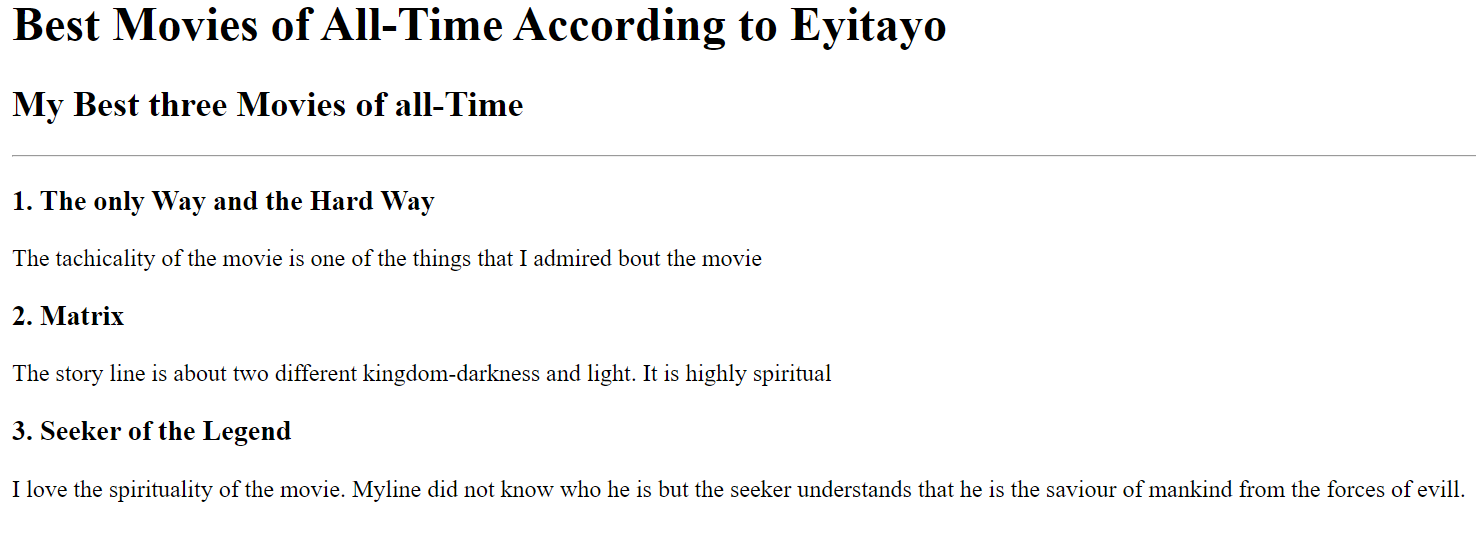 Best Movies of All-Time According to Eyitayo
My Best three Movies of all-Time
1. The only Way and the Hard Way
The tachicality of the movie is one of the things that I admired bout the movie
2. Matrix
The story line is about two different kingdom-darkness and light. It is highly spiritual
3. Seeker of the Legend
I love the spirituality of the movie. Myline did not know who he is but the seeker understands that he is the saviour of mankind from the forces of evill.